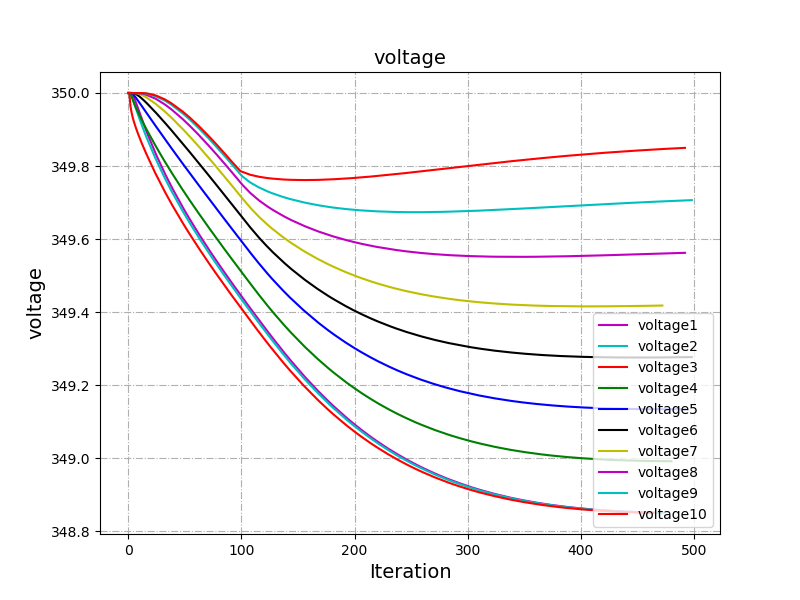 voltage
voltage
350.0
349.8
349.6
349.4
349.2
349.0
348.8
voltage1
voltage2
voltage3
voltage4
voltage5
voltage6
voltage7
voltage8
voltage9
voltage10
0 100 200 300 400 500
Iteration